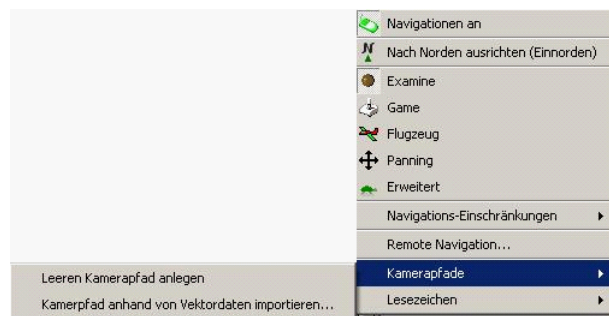 Navigationen an
Nach Norden ausrichten (Einnorden)
Examine
Game
Flugzeug
Panning
Erweitert
Navigations-Einschränkungen
Remote Navigation...
Kamerapfade
Lesezeichen
Leeren Kamerapfad anlegen
Kamerpfad anhand von Vektordaten importieren...